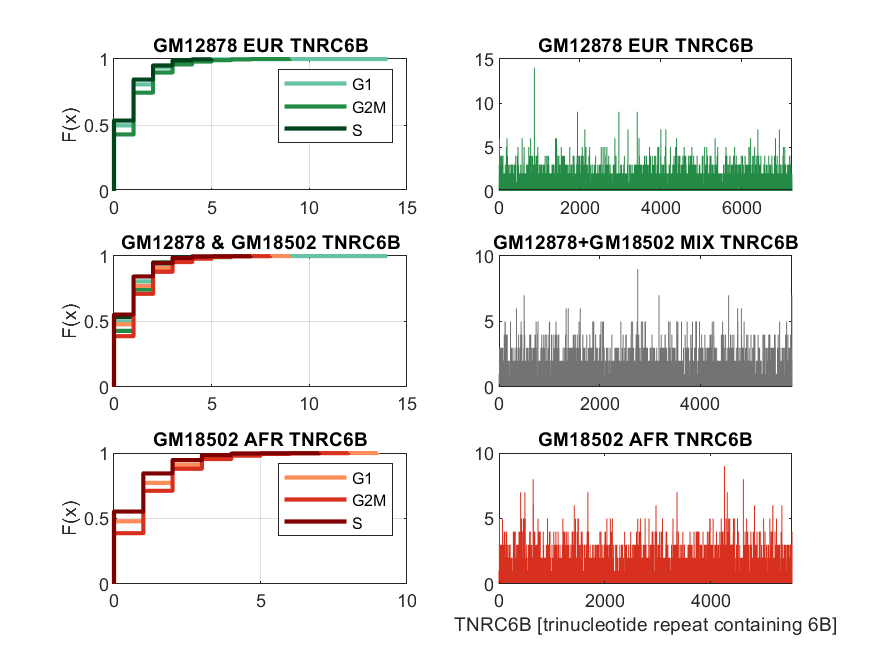 GM12878 EUR TNRC6B
F(x)
1
0.5
0
0
5
10
15
G1
G2M
S
GM12878 EUR TNRC6B
15
10
5
0
0
2000
4000
6000
GM12878 & GM18502 TNRC6B
F(x)
1
0.5
0
0
5
10
15
GM12878+GM18502 MIX TNRC6B
10
5
0
0
2000
4000
GM18502 AFR TNRC6B
F(x)
1
0.5
0
0
5
10
G1
G2M
S
GM18502 AFR TNRC6B
10
5
0
0
2000
4000
TNRC6B [trinucleotide repeat containing 6B]